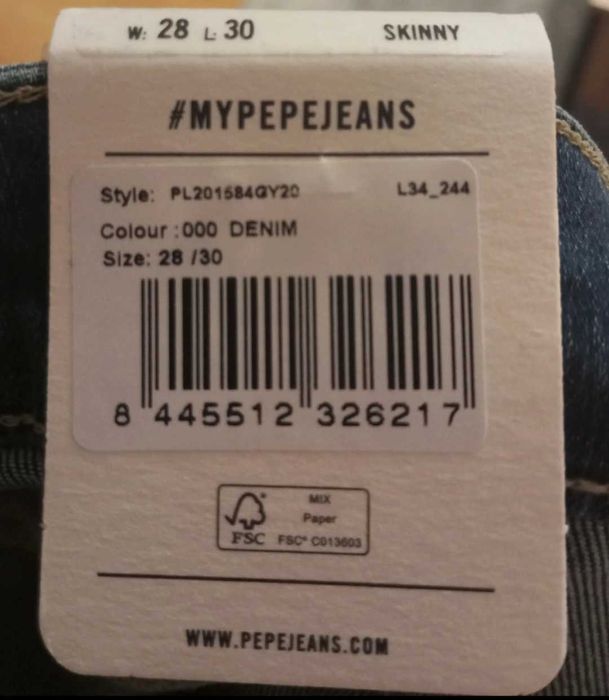 W: 28 L: 30 SKINNY
#MYPEPEJEANS
Style: PL201584GY20 L34_244
Colour :000 DENIM
Size: 28 /30
8 445512 326217
MIX
Paper
FSC FSC® C013603
WWW.PEPEJEANS.COM